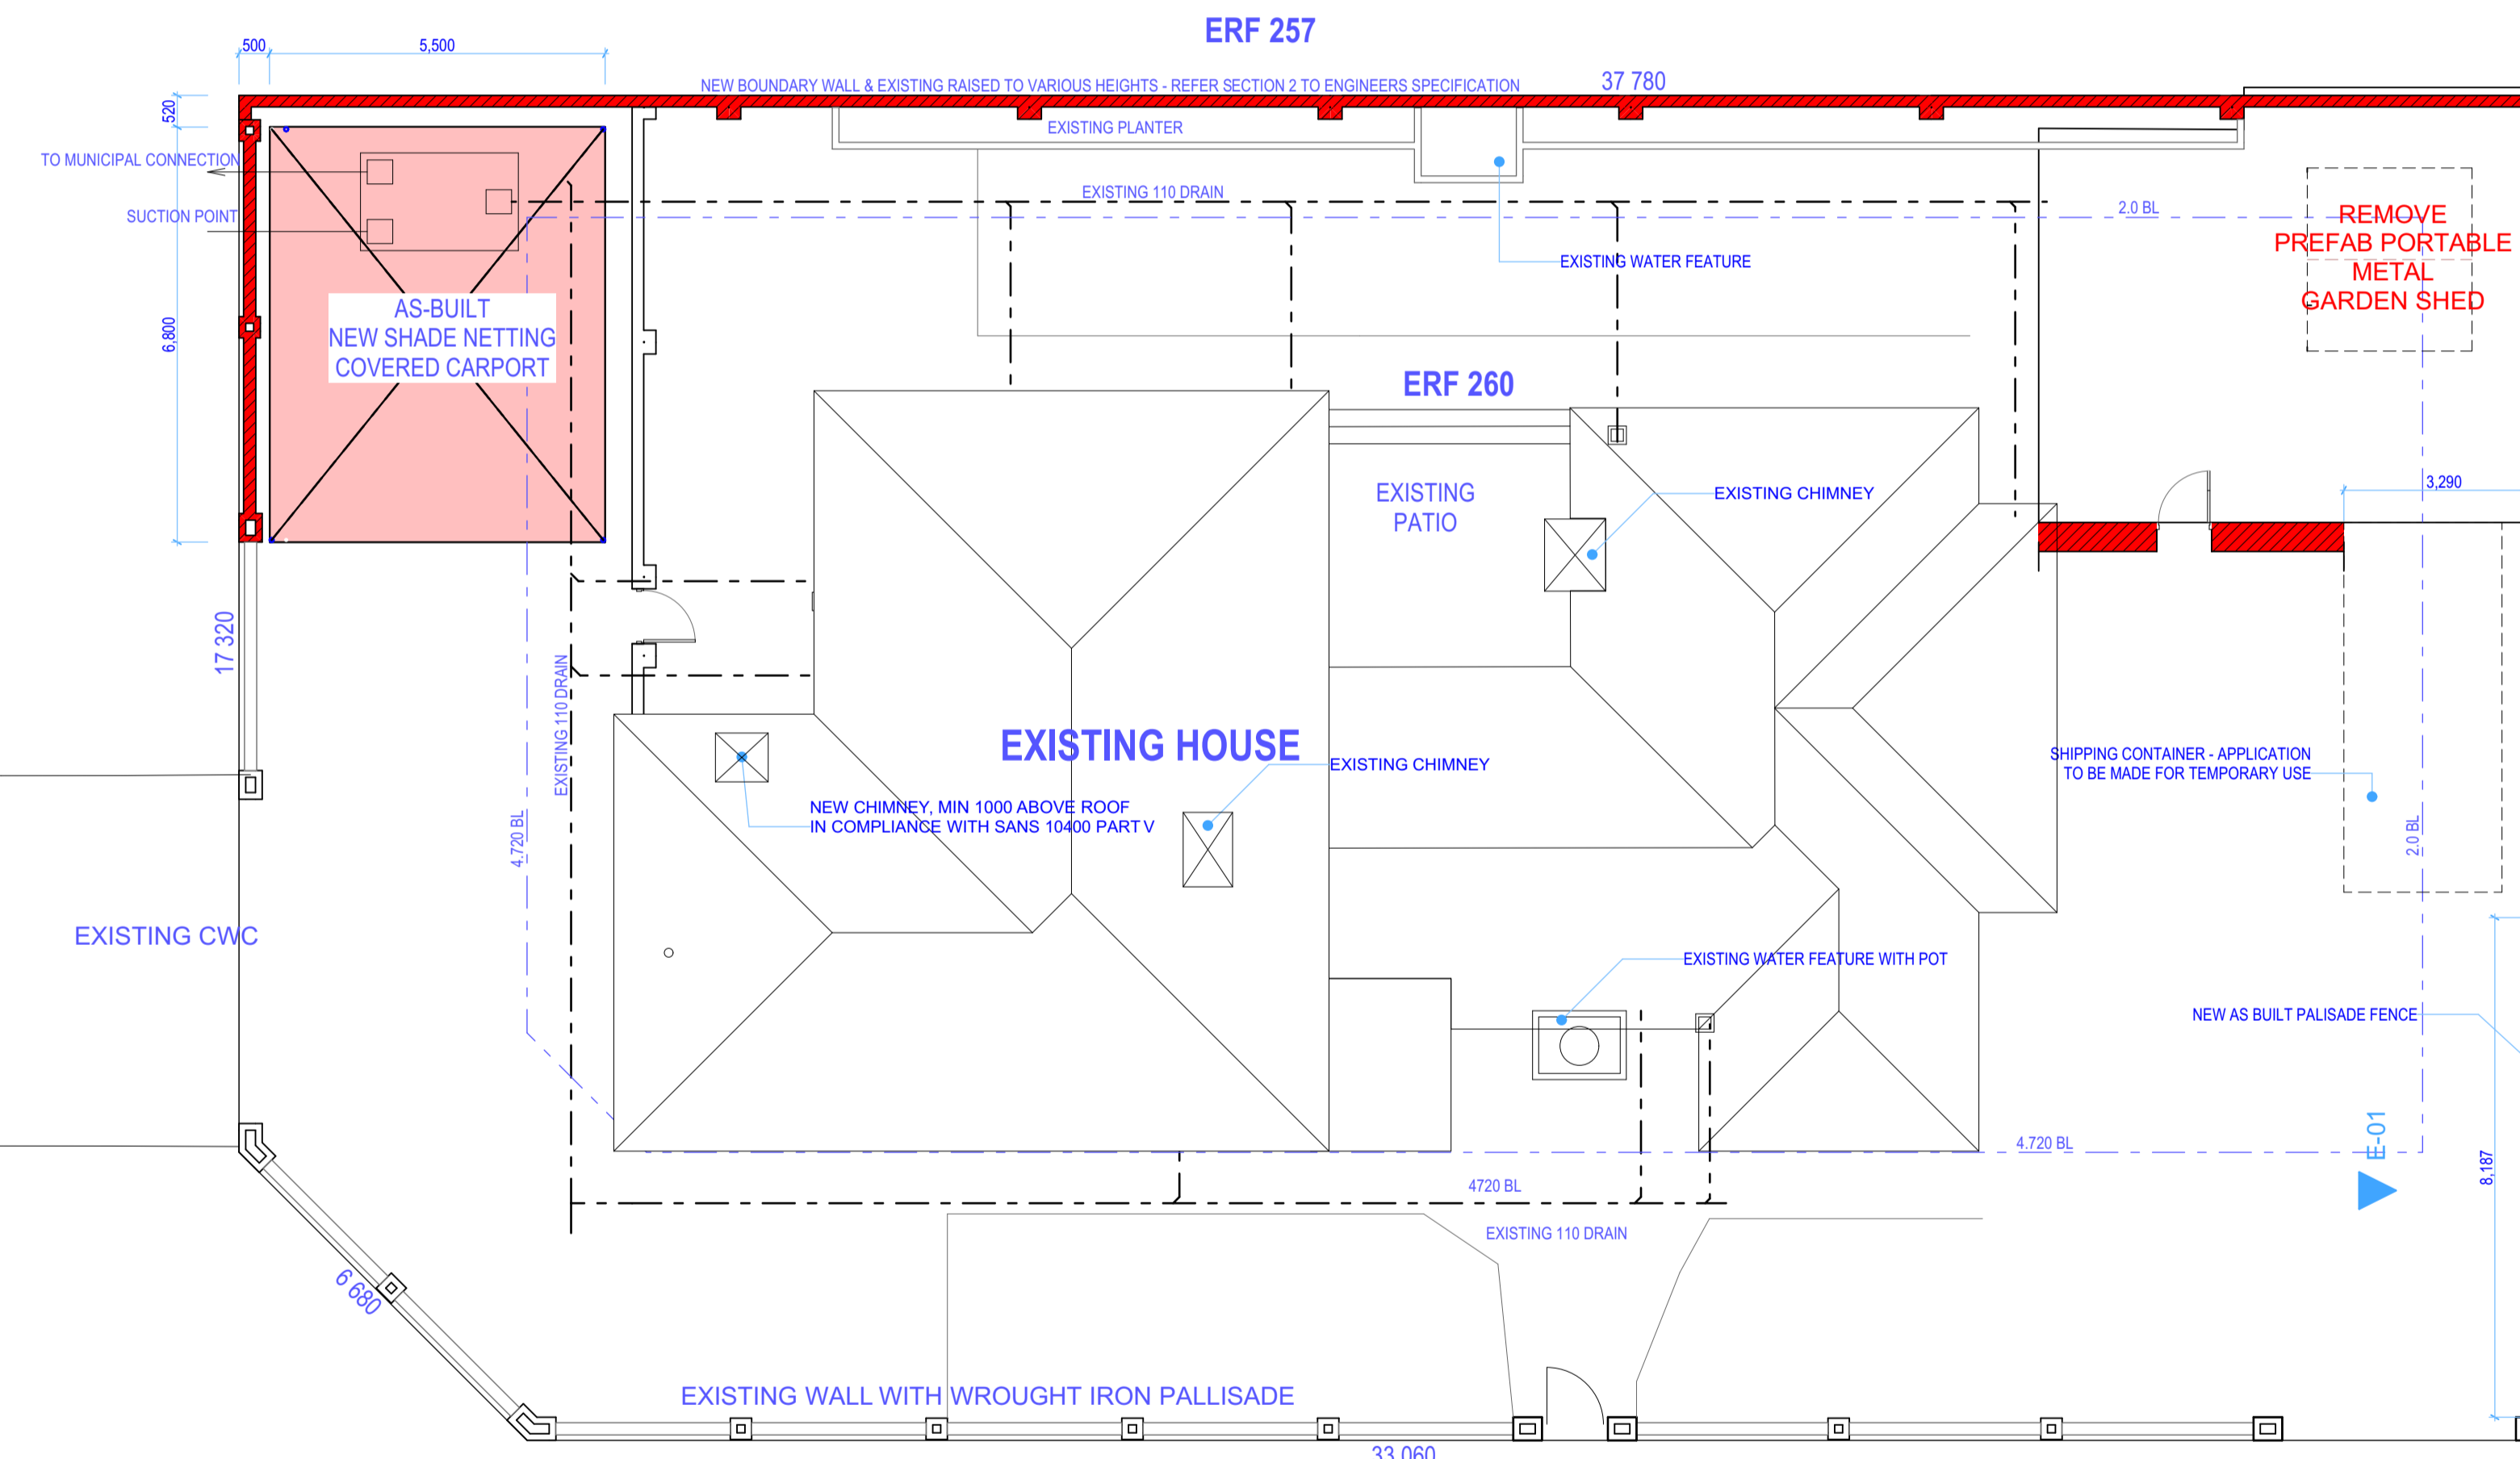 ERF 257
500
5,500
NEW BOUNDARY WALL & EXISTING RAISED TO VARIOUS HEIGHTS - REFER SECTION 2 TO ENGINEERS SPECIFICATION
37 780
520
EXISTING PLANTER
TO MUNICIPAL CONNECTION
EXISTING 110 DRAIN
SUCTION POINT
2.0 BL
REMOVE
PREFAB PORTABLE
METAL
GARDEN SHED
EXISTING WATER FEATURE
AS-BUILT
NEW SHADE NETTING
COVERED CARPORT
6,800
ERF 260
EXISTING
PATIO
EXISTING CHIMNEY
3,290
17 320
EXISTING 110 DRAIN
EXISTING HOUSE
EXISTING CHIMNEY
SHIPPING CONTAINER - APPLICATION
TO BE MADE FOR TEMPORARY USE
NEW CHIMNEY, MIN 1000 ABOVE ROOF
IN COMPLIANCE WITH SANS 10400 PART V
4.720 BL
2.0 BL
EXISTING CWC
EXISTING WATER FEATURE WITH POT
NEW AS BUILT PALISADE FENCE
E-01
4.720 BL
8,187
4720 BL
EXISTING 110 DRAIN
6 680
EXISTING WALL WITH WROUGHT IRON PALLISADE
33 060